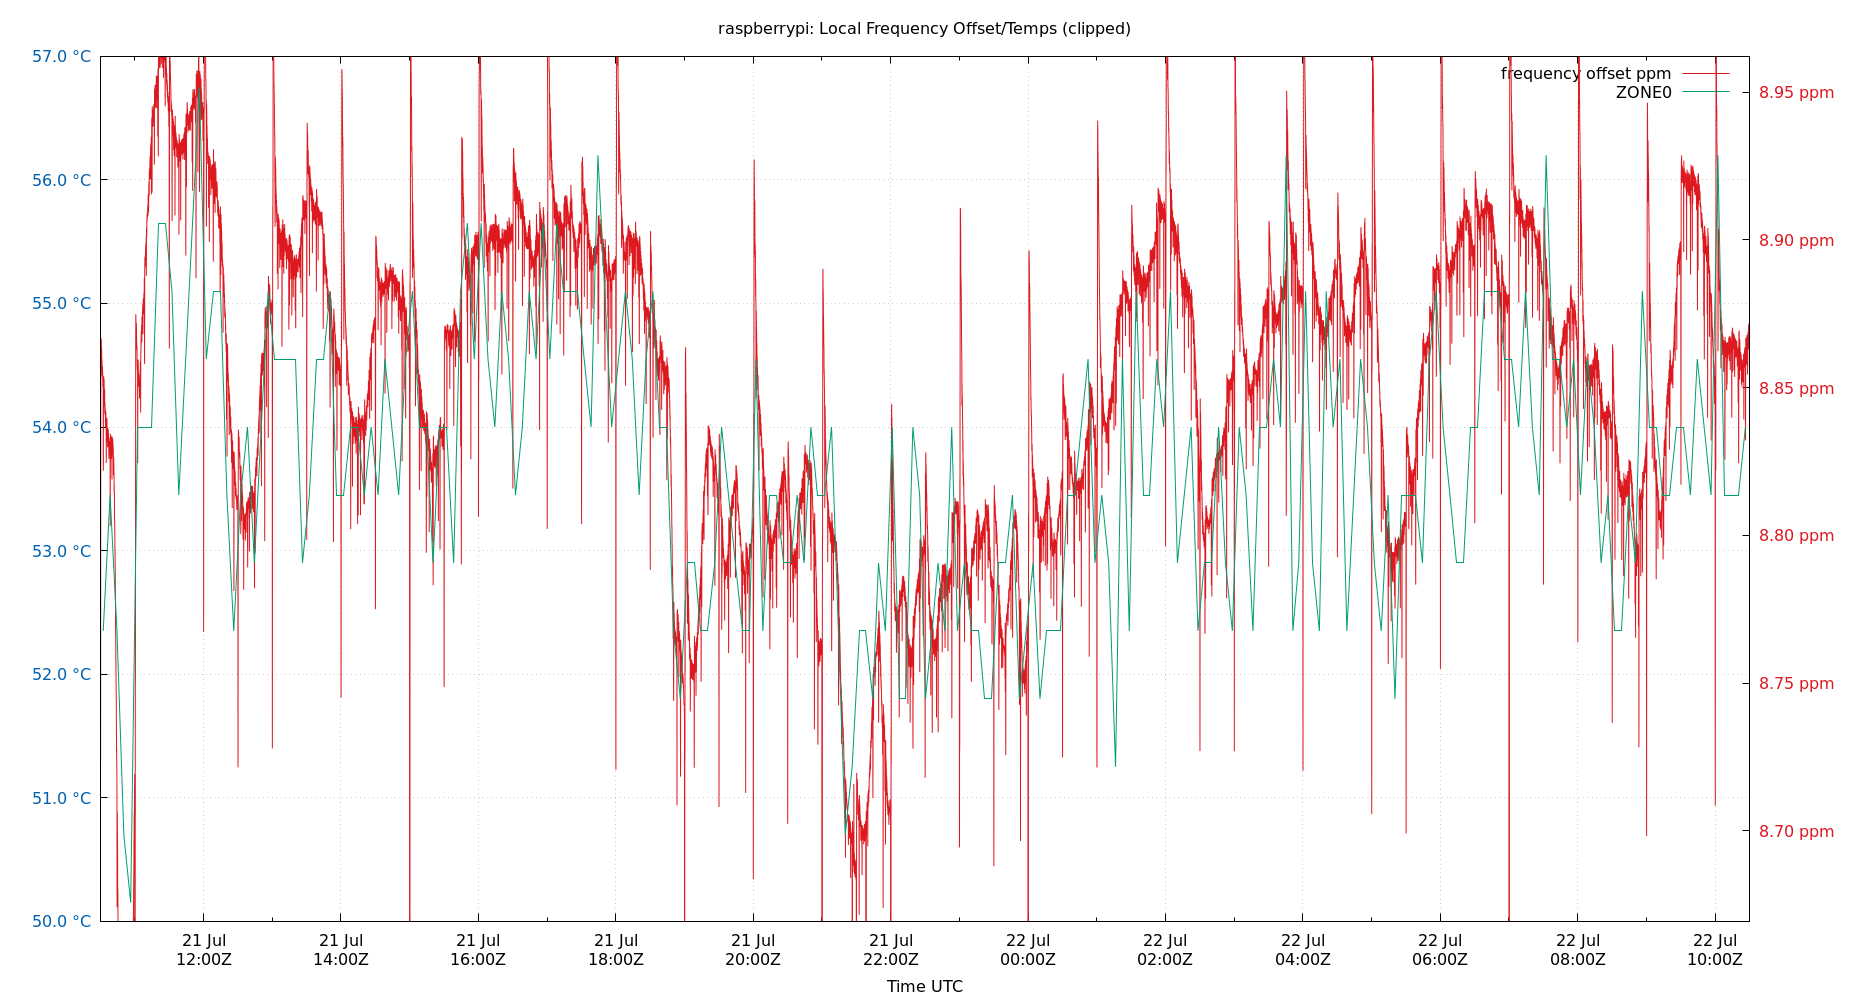 raspberrypi: Local Frequency Offset/Temps (clipped)
frequency offset ppm
ZONE0
57.0 °C
56.0 °C
55.0 °C
54.0 °C
53.0 °C
52.0 °C
51.0 °C
50.0 °C
8.95 ppm
8.90 ppm
8.85 ppm
8.80 ppm
8.75 ppm
8.70 ppm
21 Jul 21 Jul 21 Jul 21 Jul 21 Jul 21 Jul 22 Jul 22 Jul 22 Jul 22 Jul 22 Jul 22 Jul
12:00Z 14:00Z 16:00Z 18:00Z 20:00Z 22:00Z 00:00Z 02:00Z 04:00Z 06:00Z 08:00Z 10:00Z
Time UTC